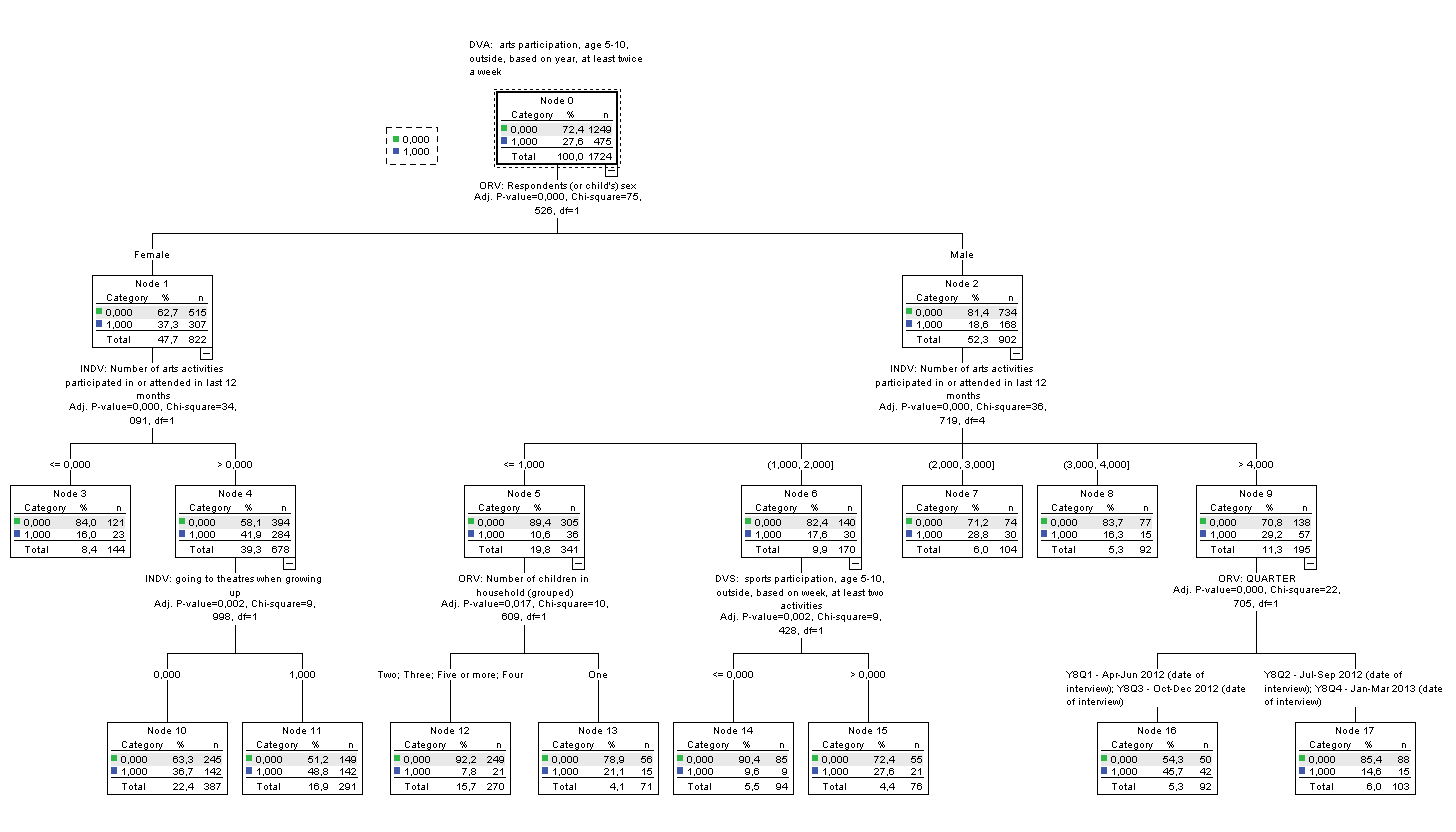 DVA: arts participation, age 5-10,
outside, based on year, at least twice
a week
Node 0
Category % n
0,000 72,4 1249
1,000 27,6 475
Total 100,0 1724
0,000
1,000
ORV: Respondents (or child's) sex
Adj. P-value=0,000, Chi-square=75,
526, df=1
Female
Male
Node 1
Category % n
0,000 62,7 515
1,000 37,3 307
Total 47,7 822
Node 2
Category % n
0,000 81,4 734
1,000 18,6 168
Total 52,3 902
INDV: Number of arts activities
participated in or attended in last 12
months
Adj. P-value=0,000, Chi-square=34,
091, df=1
INDV: Number of arts activities
participated in or attended in last 12
months
Adj. P-value=0,000, Chi-square=36,
719, df=4
<= 0,000
> 0,000
<= 1,000
(1,000, 2,000]
(2,000, 3,000]
(3,000, 4,000]
> 4,000
Node 3
Category % n
0,000 84,0 121
1,000 16,0 23
Total 8,4 144
Node 4
Category % n
0,000 58,1 394
1,000 41,9 284
Total 39,3 678
Node 5
Category % n
0,000 89,4 305
1,000 10,6 36
Total 19,8 341
Node 6
Category % n
0,000 82,4 140
1,000 17,6 30
Total 9,9 170
Node 7
Category % n
0,000 71,2 74
1,000 28,8 30
Total 6,0 104
Node 8
Category % n
0,000 83,7 77
1,000 16,3 15
Total 5,3 92
Node 9
Category % n
0,000 70,8 138
1,000 29,2 57
Total 11,3 195
INDV: going to theatres when growing
up
Adj. P-value=0,002, Chi-square=9,
998, df=1
ORV: Number of children in
household (grouped)
Adj. P-value=0,017, Chi-square=10,
609, df=1
DVS: sports participation, age 5-10,
outside, based on week, at least two
activities
Adj. P-value=0,002, Chi-square=9,
428, df=1
ORV: QUARTER
Adj. P-value=0,000, Chi-square=22,
705, df=1
0,000
1,000
Two; Three; Five or more; Four
One
<= 0,000
> 0,000
Y8Q1 - Apr-Jun 2012 (date of
interview); Y8Q3 - Oct-Dec 2012 (date
of interview)
Y8Q2 - Jul-Sep 2012 (date of
interview); Y8Q4 - Jan-Mar 2013 (date
of interview)
Node 10
Category % n
0,000 63,3 245
1,000 36,7 142
Total 22,4 387
Node 11
Category % n
0,000 51,2 149
1,000 48,8 142
Total 16,9 291
Node 12
Category % n
0,000 92,2 249
1,000 7,8 21
Total 15,7 270
Node 13
Category % n
0,000 78,9 56
1,000 21,1 15
Total 4,1 71
Node 14
Category % n
0,000 90,4 85
1,000 9,6 9
Total 5,5 94
Node 15
Category % n
0,000 72,4 55
1,000 27,6 21
Total 4,4 76
Node 16
Category % n
0,000 54,3 50
1,000 45,7 42
Total 5,3 92
Node 17
Category % n
0,000 85,4 88
1,000 14,6 15
Total 6,0 103